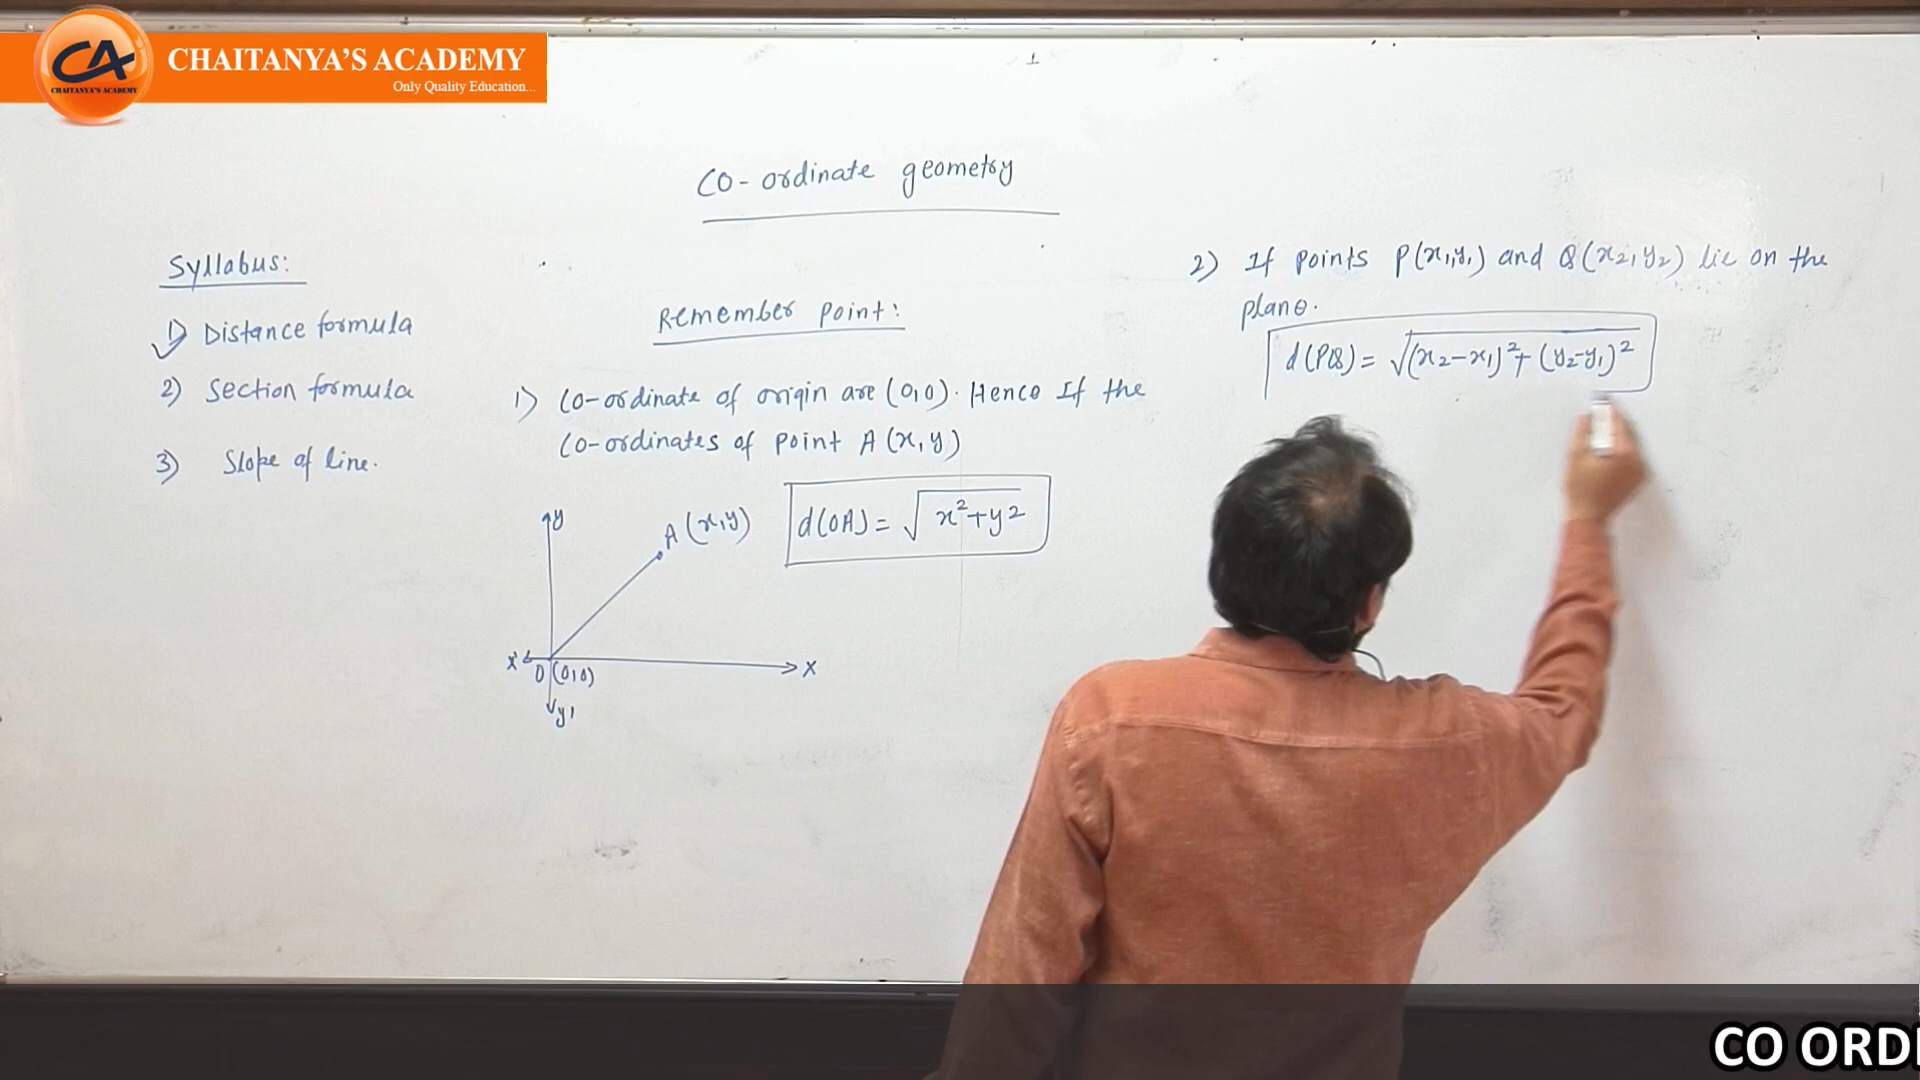 CA
CHAITANYA'S ACADEMY
CHAITANYA'S ACADEMY
Only Quality Education...
Co-ordinate geometry
Syllabus:
1) Distance formula
2) Section formula
3) Slope of line.
Remember point:
1) Co-ordinate of origin are (0,0). Hence If the
Co-ordinates of point A(x,y)
d(OA) = √x²+y²
y
A (x,y)
X' O (0,0) X
y'
2) If points P(x₁,y₁) and Q(x₂,y₂) lie on the
plane.
d(PQ) = √(x₂-x₁)²+(y₂-y₁)²
CO ORD